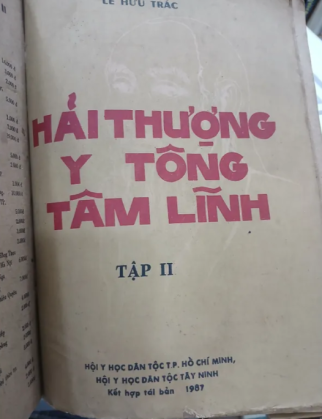 LÊ HỮU TRÁC
HẢI THƯỢNG
Y TÔNG
TÂM LĨNH
TẬP II
HỘI Y HỌC DÂN TỘC T.P. HỒ CHÍ MINH,
HỘI Y HỌC DÂN TỘC TÂY NINH
Kết hợp tái bản 1987